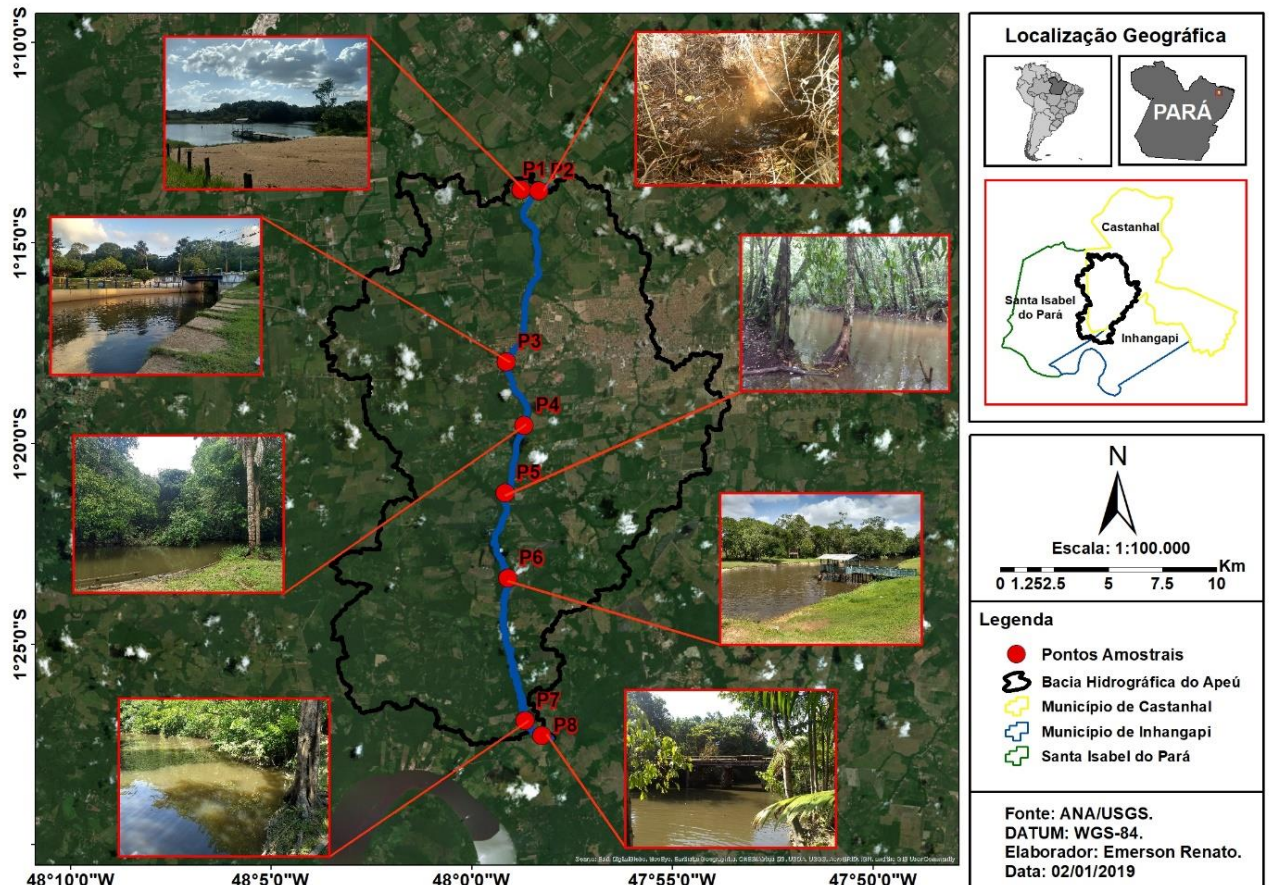 1°10'0"S
1°15'0"S
1°20'0"S
1°25'0"S
P1
P2
P3
P4
P5
P6
P7
P8
48°10'0"W
48°5'0"W
48°0'0"W
47°55'0"W
47°50'0"W
Localização Geográfica
PARÁ
Castanhal
Santa Isabel
do Pará
Inhangapi
N
Escala: 1:100.000
0 1.252.5 5 7.5 10 Km
Legenda
Pontos Amostrais
Bacia Hidrográfica do Apeú
Município de Castanhal
Município de Inhangapi
Santa Isabel do Pará
Fonte: ANA/USGS.
DATUM: WGS-84.
Elaborador: Emerson Renato.
Data: 02/01/2019